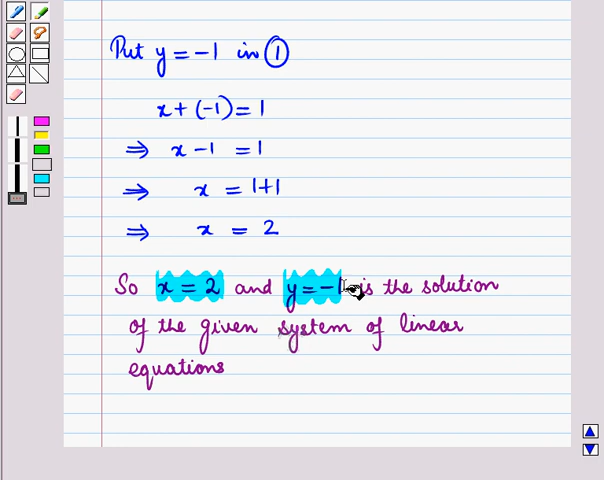 Put y = -1 in ①
x + (-1) = 1
⇒ x - 1 = 1
⇒ x = 1+1
⇒ x = 2
So x = 2 and y = -1 is the solution
of the given system of linear
equations